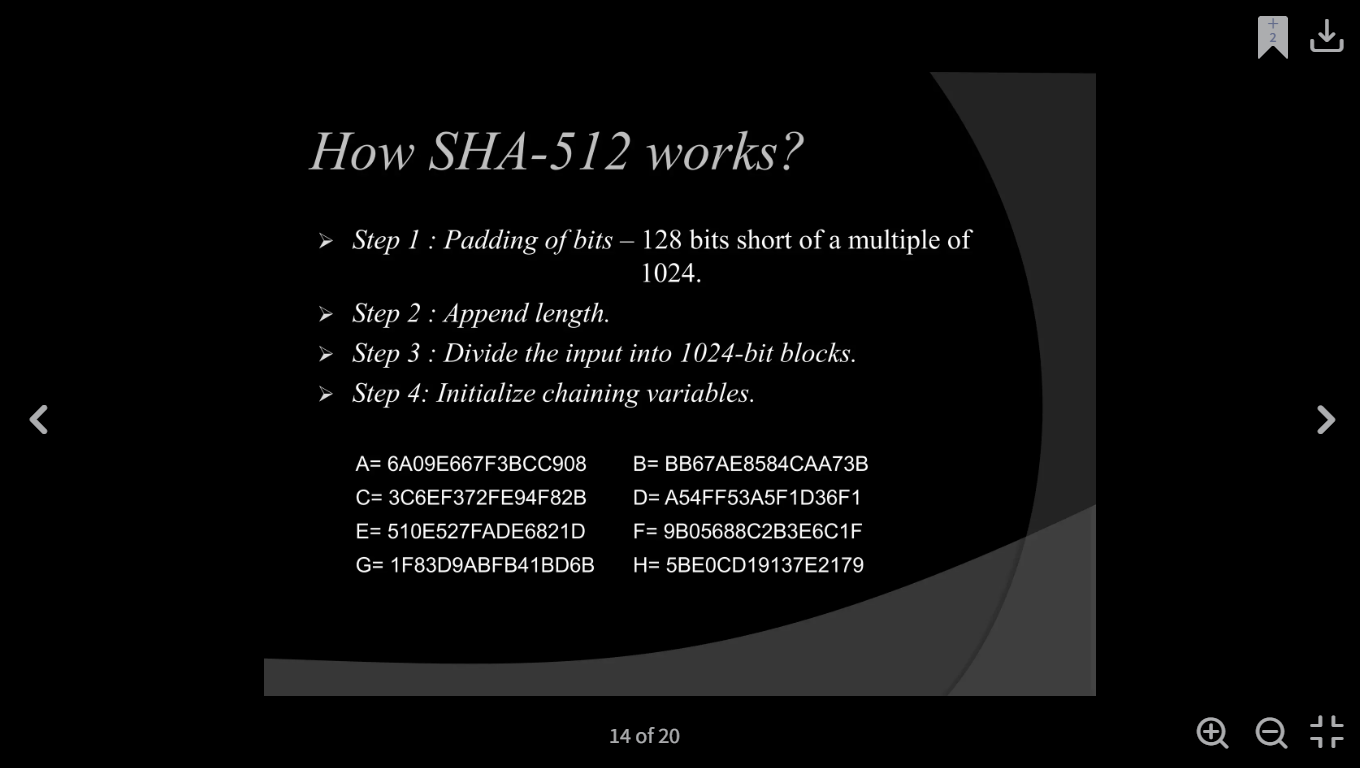 +
2
How SHA-512 works?
➢ Step 1 : Padding of bits – 128 bits short of a multiple of
1024.
➢ Step 2 : Append length.
➢ Step 3 : Divide the input into 1024-bit blocks.
➢ Step 4: Initialize chaining variables.
A= 6A09E667F3BCC908 B= BB67AE8584CAA73B
C= 3C6EF372FE94F82B D= A54FF53A5F1D36F1
E= 510E527FADE6821D F= 9B05688C2B3E6C1F
G= 1F83D9ABFB41BD6B H= 5BE0CD19137E2179
14 of 20